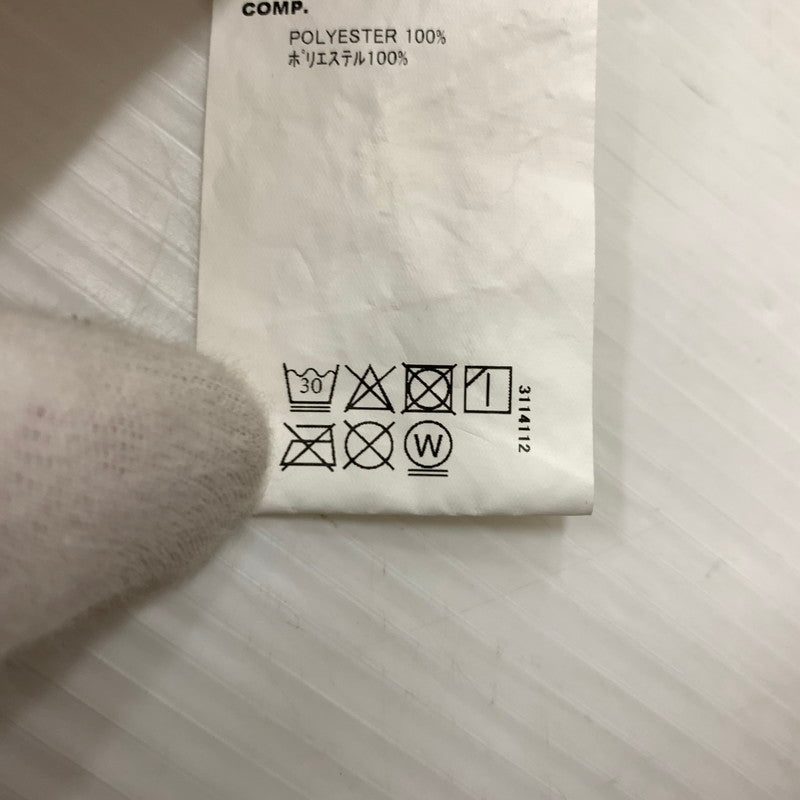 COMP.
POLYESTER 100%
ﾎﾟﾘｴｽﾃﾙ100%
30
W
3114112